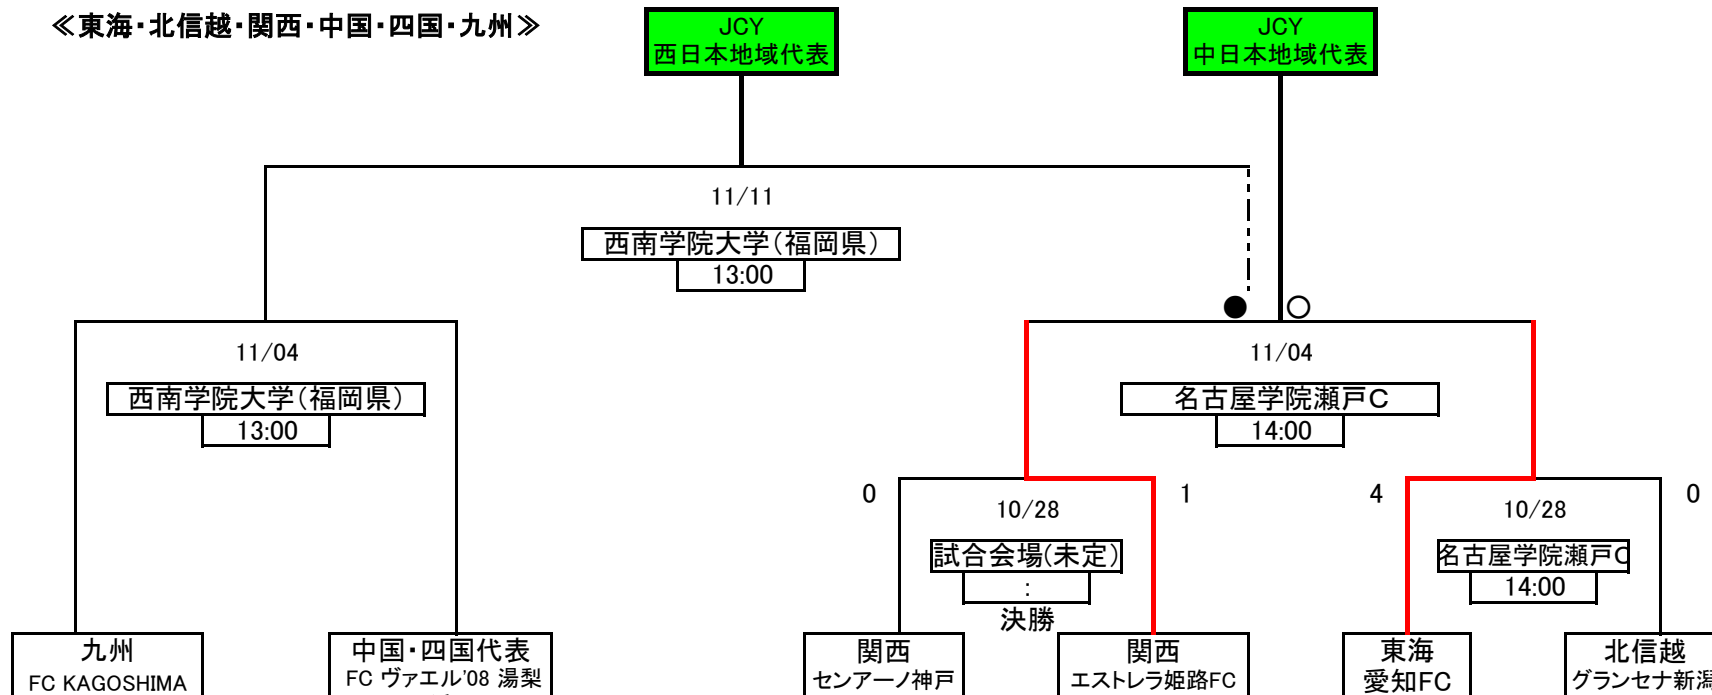 ≪東海・北信越・関西・中国・四国・九州≫
JCY
西日本地域代表
JCY
中日本地域代表
11/11
西南学院大学(福岡県)
13:00
●
○
11/04
西南学院大学(福岡県)
13:00
11/04
名古屋学院瀬戸C
14:00
0
1
4
0
10/28
試合会場(未定)
:
決勝
10/28
名古屋学院瀬戸C
14:00
九州
FC KAGOSHIMA
中国・四国代表
FC ヴァエル'08 湯梨
関西
センアーノ神戸
関西
エストレラ姫路FC
東海
愛知FC
北信越
グランセナ新潟